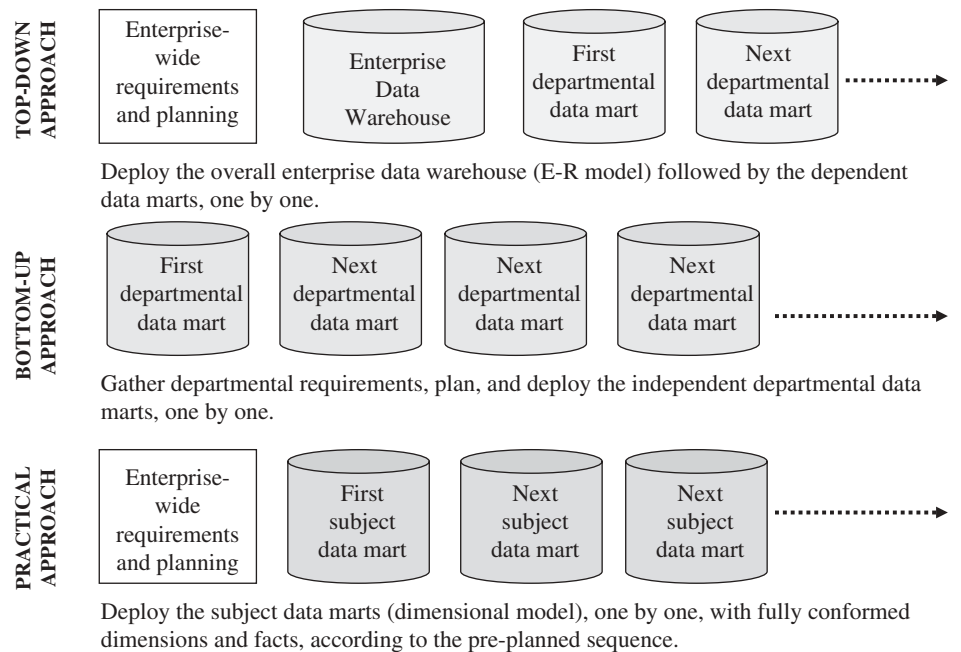 TOP-DOWN
APPROACH
Enterprise-
wide
requirements
and planning
Enterprise
Data
Warehouse
First
departmental
data mart
Next
departmental
data mart
Deploy the overall enterprise data warehouse (E-R model) followed by the dependent
data marts, one by one.
BOTTOM-UP
APPROACH
First
departmental
data mart
Next
departmental
data mart
Next
departmental
data mart
Next
departmental
data mart
Gather departmental requirements, plan, and deploy the independent departmental data
marts, one by one.
PRACTICAL
APPROACH
Enterprise-
wide
requirements
and planning
First
subject
data mart
Next
subject
data mart
Next
subject
data mart
Deploy the subject data marts (dimensional model), one by one, with fully conformed
dimensions and facts, according to the pre-planned sequence.